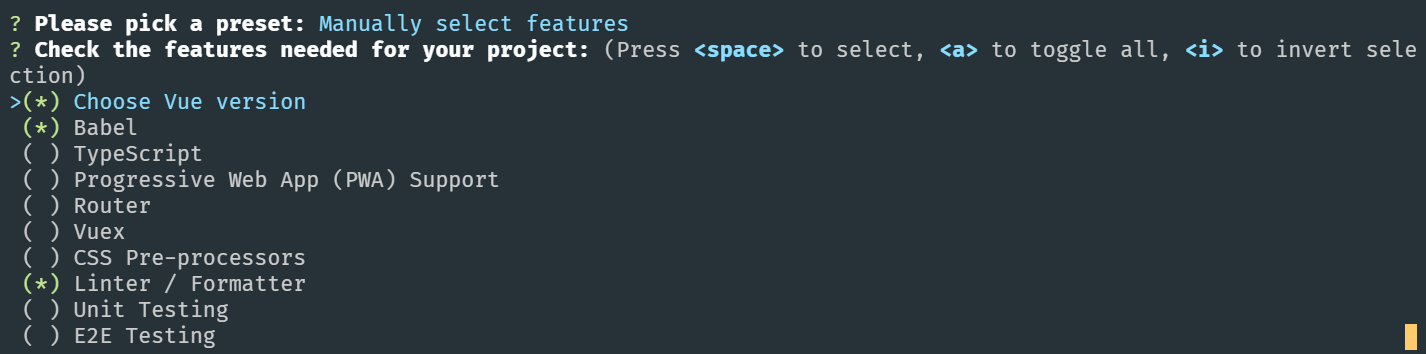 ? Please pick a preset: Manually select features
? Check the features needed for your project: (Press <space> to select, <a> to toggle all, <i> to invert sele
ction)
>(*) Choose Vue version
(*) Babel
( ) TypeScript
( ) Progressive Web App (PWA) Support
( ) Router
( ) Vuex
( ) CSS Pre-processors
(*) Linter / Formatter
( ) Unit Testing
( ) E2E Testing